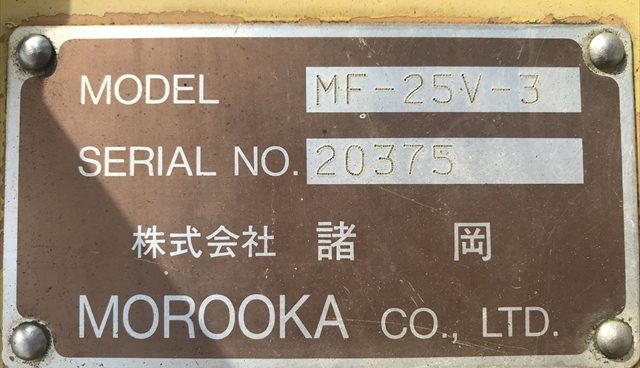 MODEL MF-25V-3
SERIAL NO. 20375
株式会社 諸岡
MOROOKA CO., LTD.